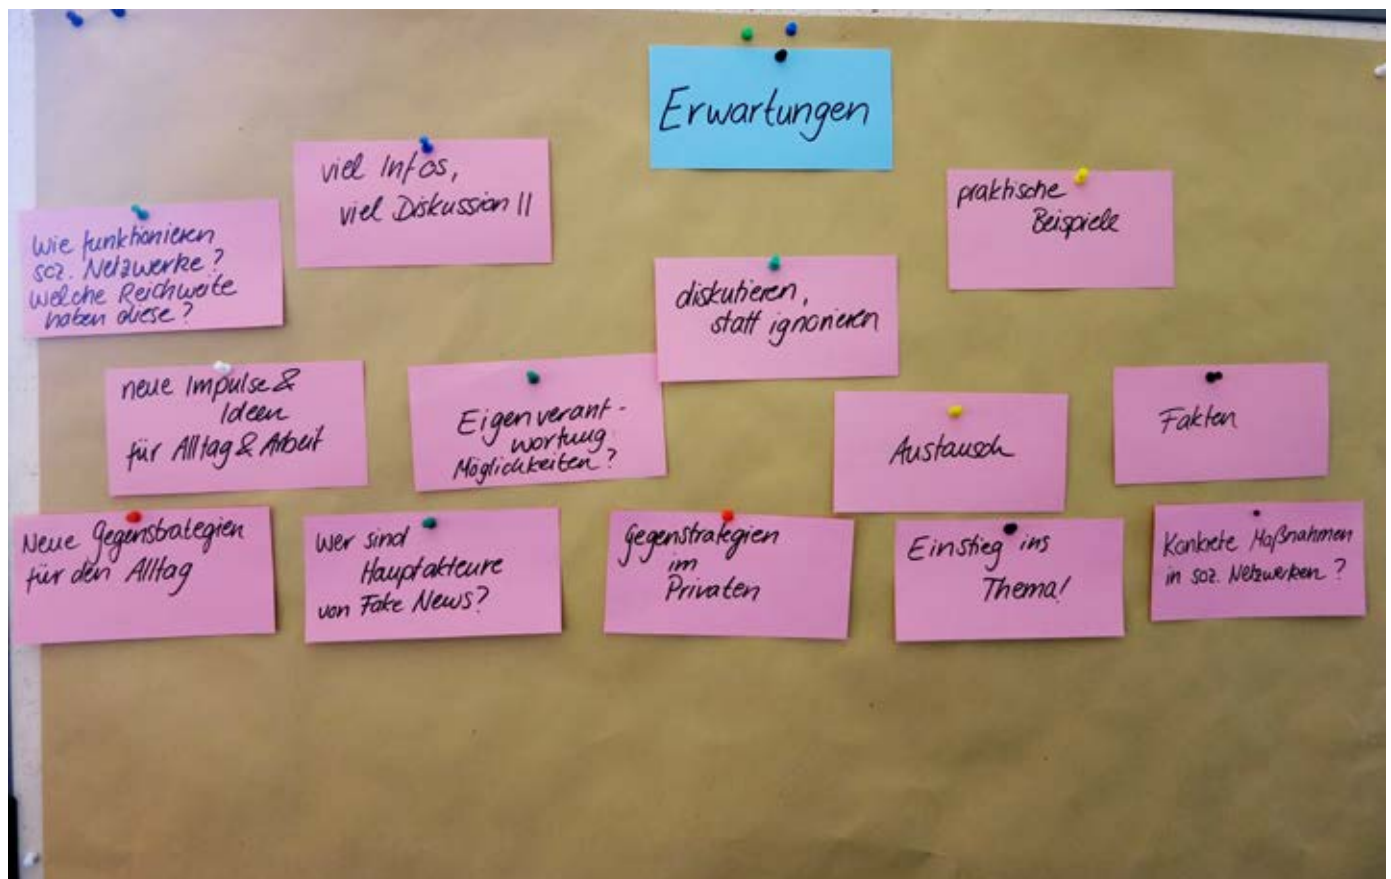 Erwartungen
viel Infos,
viel Diskussion!!
praktische
Beispiele
Wie funktionieren
soz. Netzwerke?
Welche Reichweite
haben diese?
diskutieren,
statt ignorieren
neue Impulse &
Ideen
für Alltag & Arbeit
Eigenverant-
wortung
Möglichkeiten?
Austausch
Fakten
Neue Gegenstrategien
für den Alltag
Wer sind
Hauptakteure
von Fake News?
Gegenstrategien
im
Privaten
Einstieg ins
Thema!
Konkrete Maßnahmen
in soz. Netzwerken?